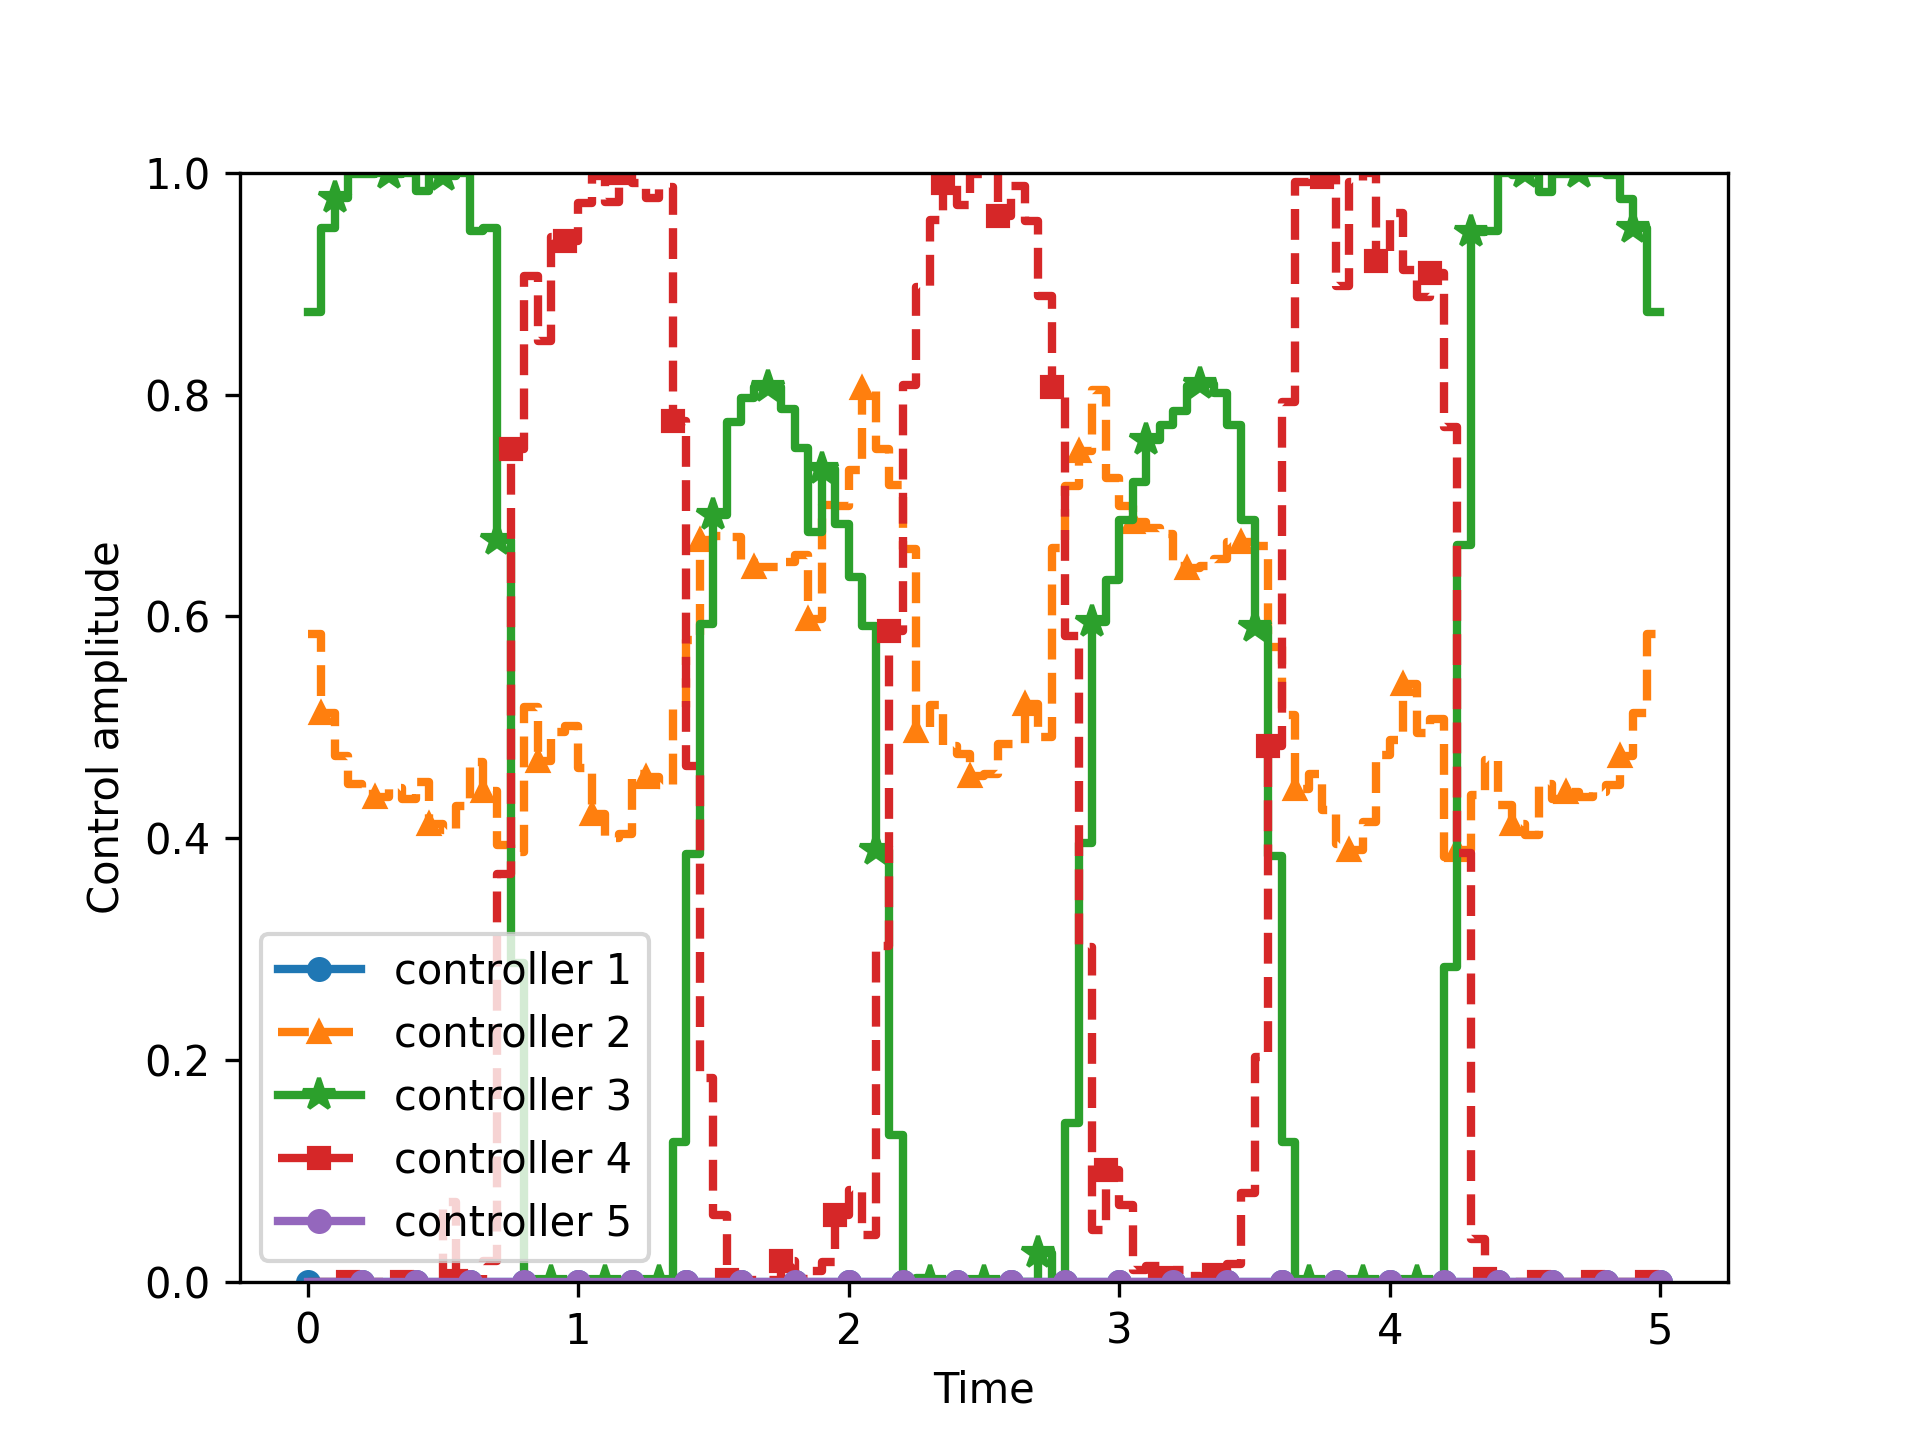 1.0
0.8
0.6
0.4
0.2
0.0
Control amplitude
controller 1
controller 2
controller 3
controller 4
controller 5
0 1 2 3 4 5
Time